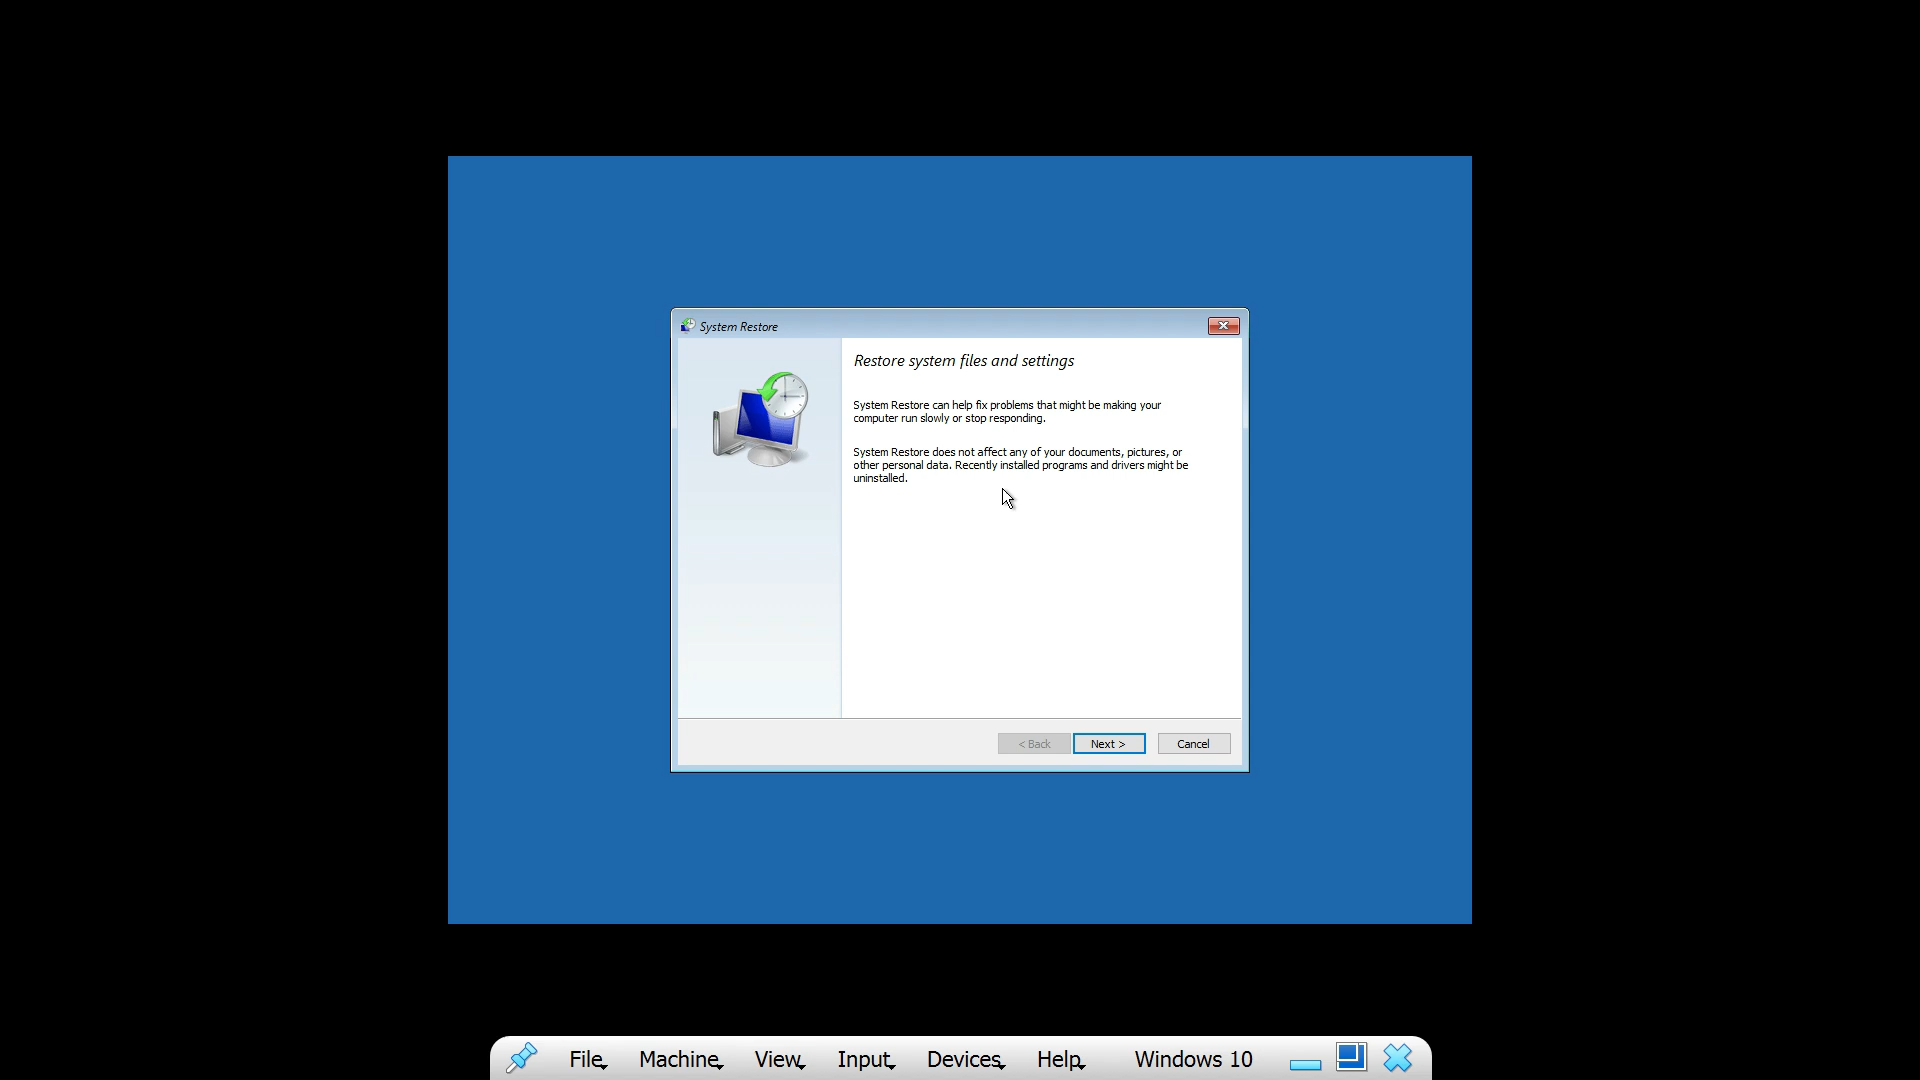 System Restore
Restore system files and settings
System Restore can help fix problems that might be making your
computer run slowly or stop responding.
System Restore does not affect any of your documents, pictures, or
other personal data. Recently installed programs and drivers might be
uninstalled.
< Back Next > Cancel
File Machine View Input Devices Help Windows 10